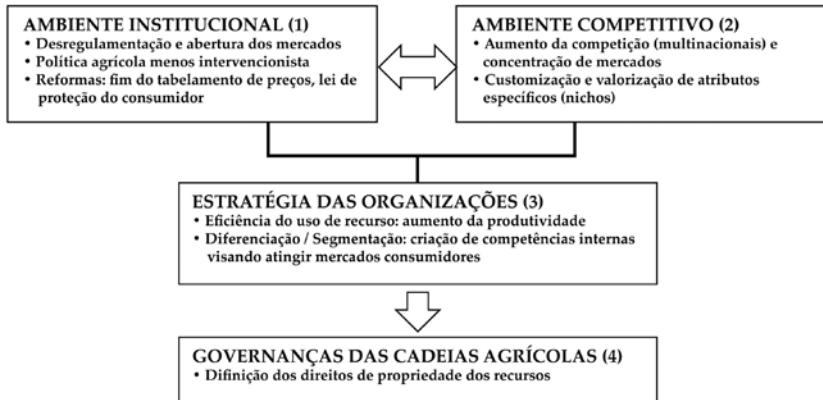 AMBIENTE INSTITUCIONAL (1)
• Desregulamentação e abertura dos mercados
• Política agrícola menos intervencionista
• Reformas: fim do tabelamento de preços, lei de
proteção do consumidor
AMBIENTE COMPETITIVO (2)
• Aumento da competição (multinacionais) e
concentração de mercados
• Customização e valorização de atributos
específicos (nichos)
ESTRATÉGIA DAS ORGANIZAÇÕES (3)
• Eficiência do uso de recurso: aumento da produtividade
• Diferenciação / Segmentação: criação de competências internas
visando atingir mercados consumidores
GOVERNANÇAS DAS CADEIAS AGRÍCOLAS (4)
• Difinição dos direitos de propriedade dos recursos